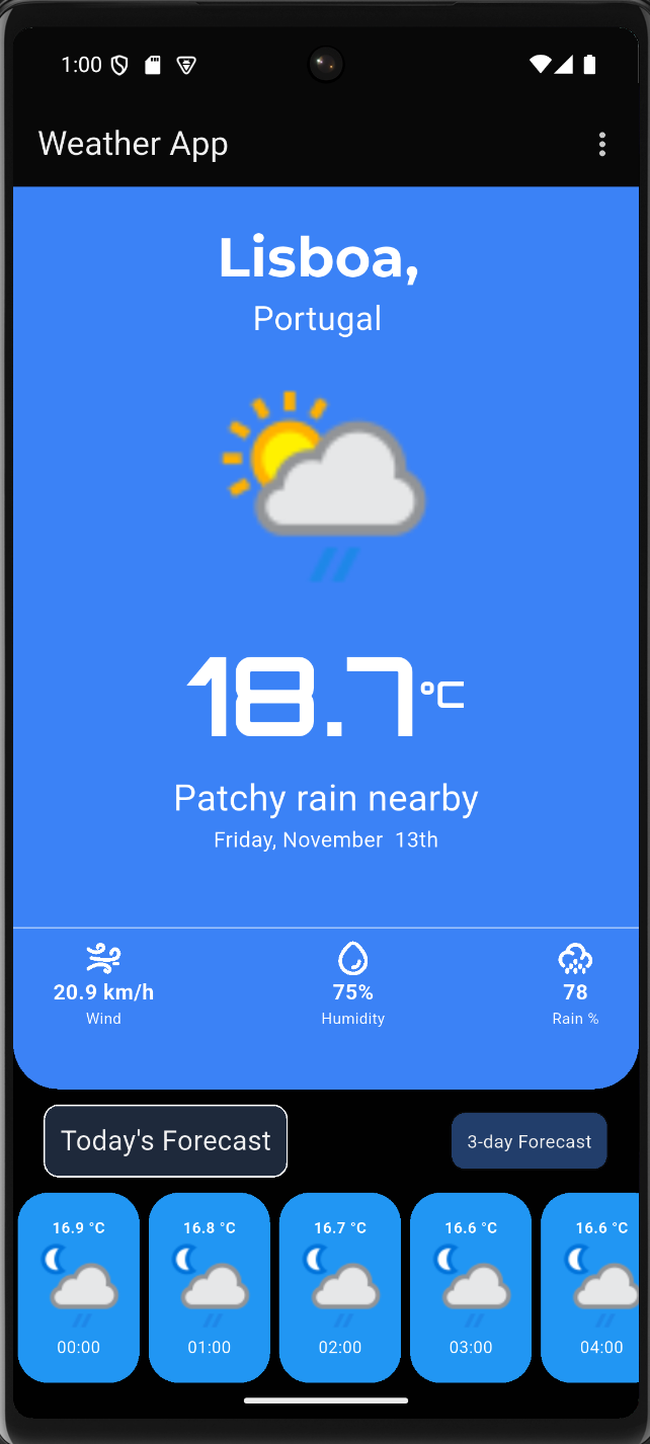 1:00
Weather App
Lisboa,
Portugal
18.7°C
Patchy rain nearby
Friday, November  13th
20.9 km/h 75% 78
Wind Humidity Rain %
Today's Forecast 3-day Forecast
16.9 °C 16.8 °C 16.7 °C 16.6 °C 16.6 °C
00:00 01:00 02:00 03:00 04:00